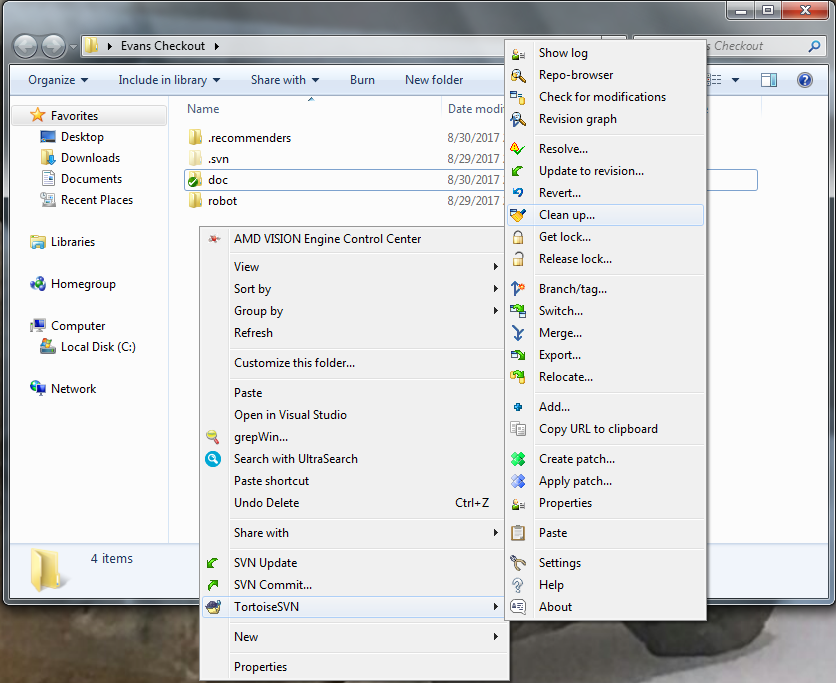 Evans Checkout
s Checkout
Organize
Include in library
Share with
Burn
New folder
Favorites
Desktop
Downloads
Documents
Recent Places
Libraries
Homegroup
Computer
Local Disk (C:)
Network
Name
Date modi
.recommenders
8/30/2017
.svn
8/29/2017
doc
8/30/2017
robot
8/29/2017
4 items
AMD VISION Engine Control Center
View
Sort by
Group by
Refresh
Customize this folder...
Paste
Open in Visual Studio
grepWin...
Search with UltraSearch
Paste shortcut
Undo Delete Ctrl+Z
Share with
SVN Update
SVN Commit...
TortoiseSVN
New
Properties
Show log
Repo-browser
Check for modifications
Revision graph
Resolve...
Update to revision...
Revert...
Clean up...
Get lock...
Release lock...
Branch/tag...
Switch...
Merge...
Export...
Relocate...
Add...
Copy URL to clipboard
Create patch...
Apply patch...
Properties
Paste
Settings
Help
About